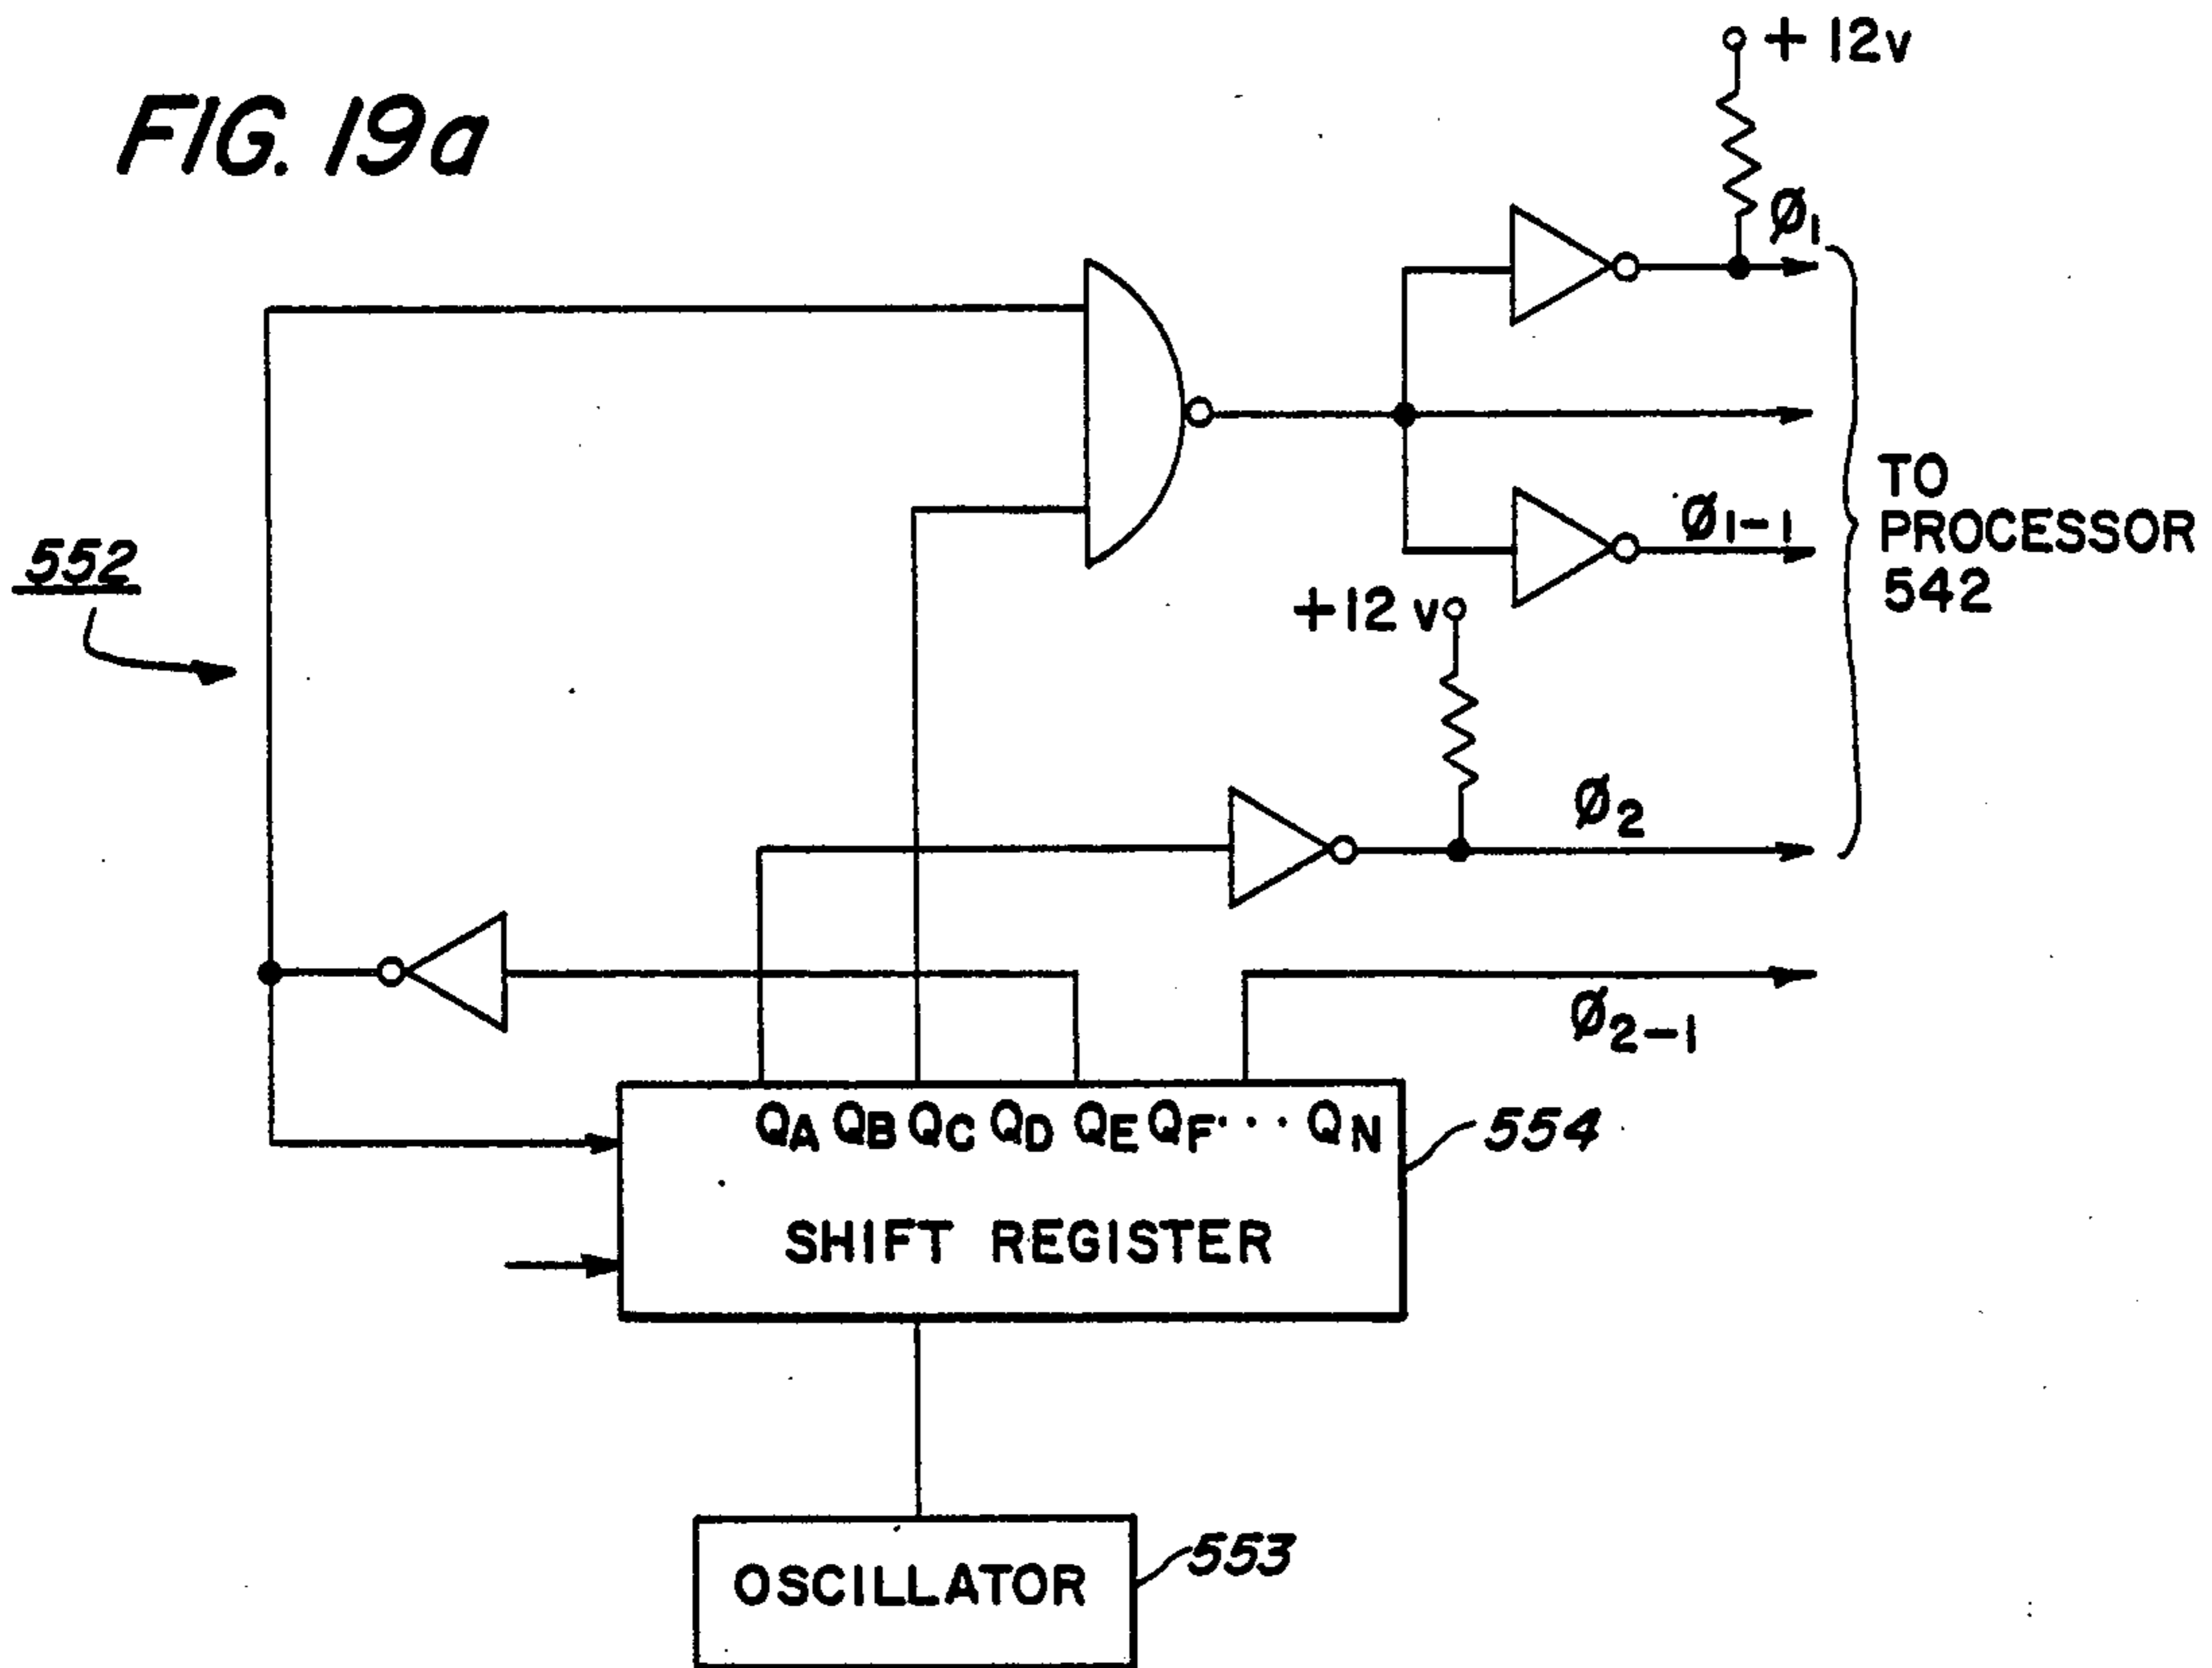 FIG. 19a
+ 12v
Ø1
TO
PROCESSOR
542
Ø1-1
552
+12 v
Ø2
Ø2-1
QA QB QC QD QE QF ··· QN
554
SHIFT REGISTER
OSCILLATOR
553